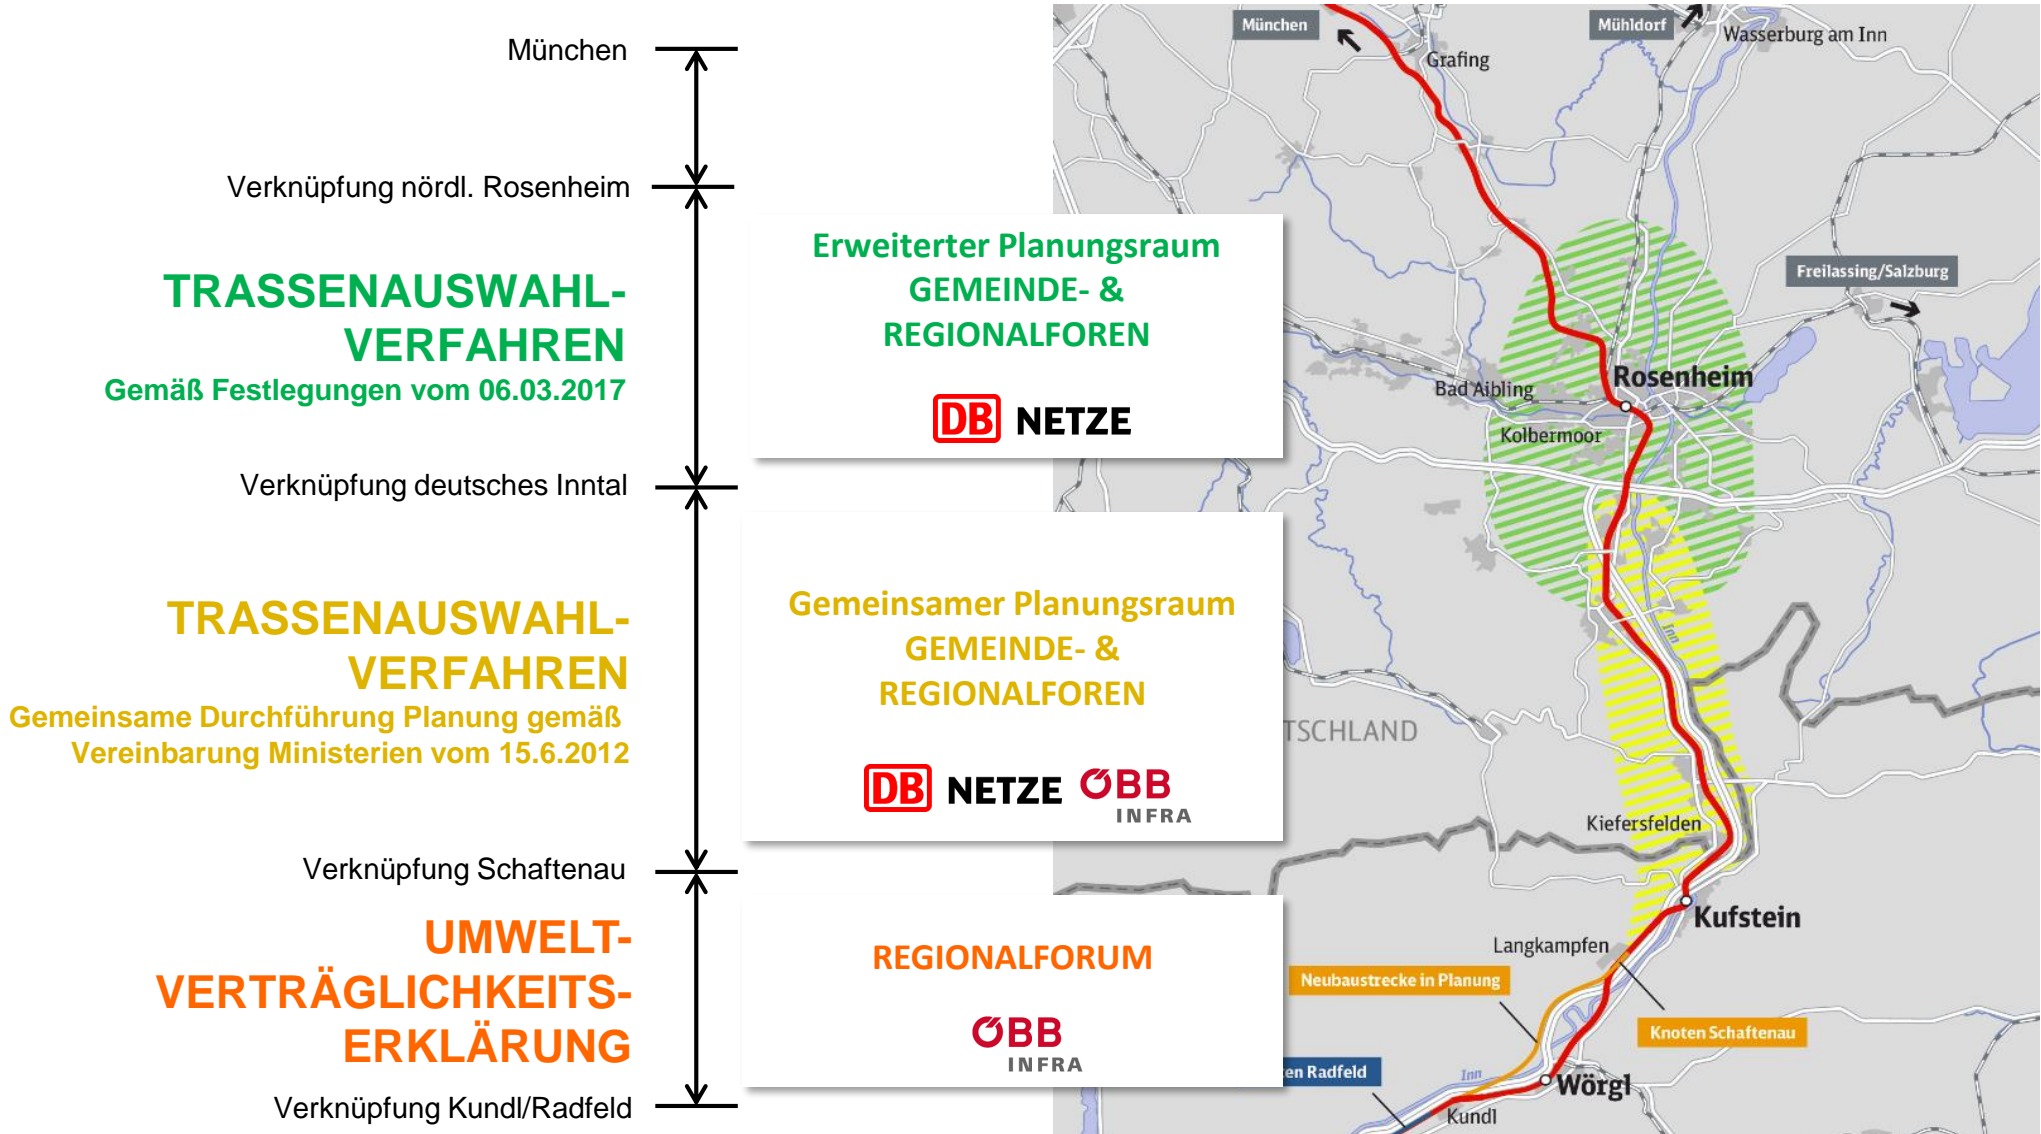 München
Verknüpfung nördl. Rosenheim
TRASSENAUSWAHL-
VERFAHREN
Gemäß Festlegungen vom 06.03.2017
Verknüpfung deutsches Inntal
TRASSENAUSWAHL-
VERFAHREN
Gemeinsame Durchführung Planung gemäß
Vereinbarung Ministerien vom 15.6.2012
Verknüpfung Schaftenau
UMWELT-
VERTRÄGLICHKEITS-
ERKLÄRUNG
Verknüpfung Kundl/Radfeld
Erweiterter Planungsraum
GEMEINDE- &
REGIONALFOREN
DB NETZE
Gemeinsamer Planungsraum
GEMEINDE- &
REGIONALFOREN
DB NETZE ÖBB
INFRA
REGIONALFORUM
ÖBB
INFRA
München
Mühldorf
Wasserburg am Inn
Grafing
Freilassing/Salzburg
Rosenheim
Bad Aibling
Kolbermoor
Inn
TSCHLAND
Kiefersfelden
Kufstein
Langkampfen
Neubaustrecke in Planung
Knoten Schaftenau
en Radfeld
Inn
Wörgl
Kundl